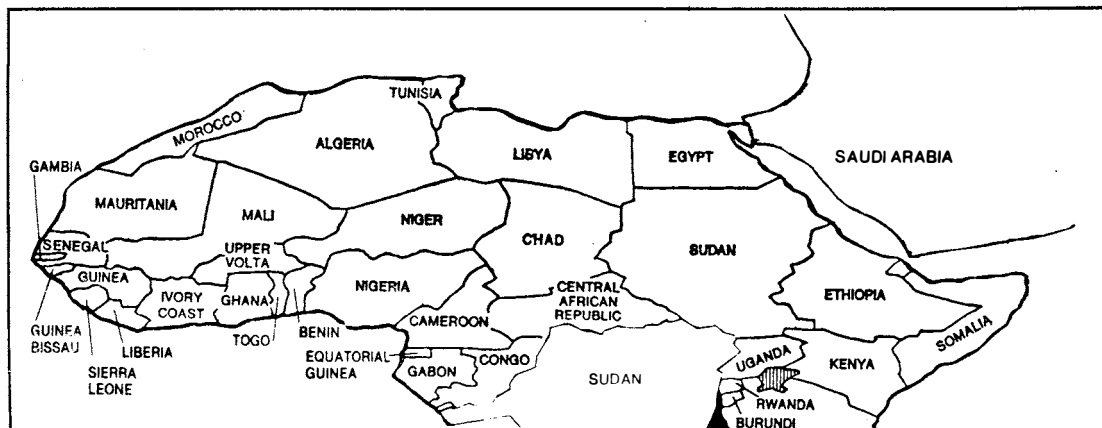 TUNISIA
MOROCCO
ALGERIA
LIBYA
EGYPT
SAUDI ARABIA
GAMBIA
MAURITANIA
MALI
NIGER
CHAD
SUDAN
SENEGAL
UPPER
VOLTA
GUINEA
NIGERIA
CENTRAL
AFRICAN
REPUBLIC
ETHIOPIA
IVORY
COAST
GHANA
GUINEA
BISSAU
LIBERIA
SIERRA
LEONE
TOGO
BENIN
CAMEROON
SOMALIA
EQUATORIAL
GUINEA
GABON
CONGO
SUDAN
UGANDA
KENYA
RWANDA
BURUNDI